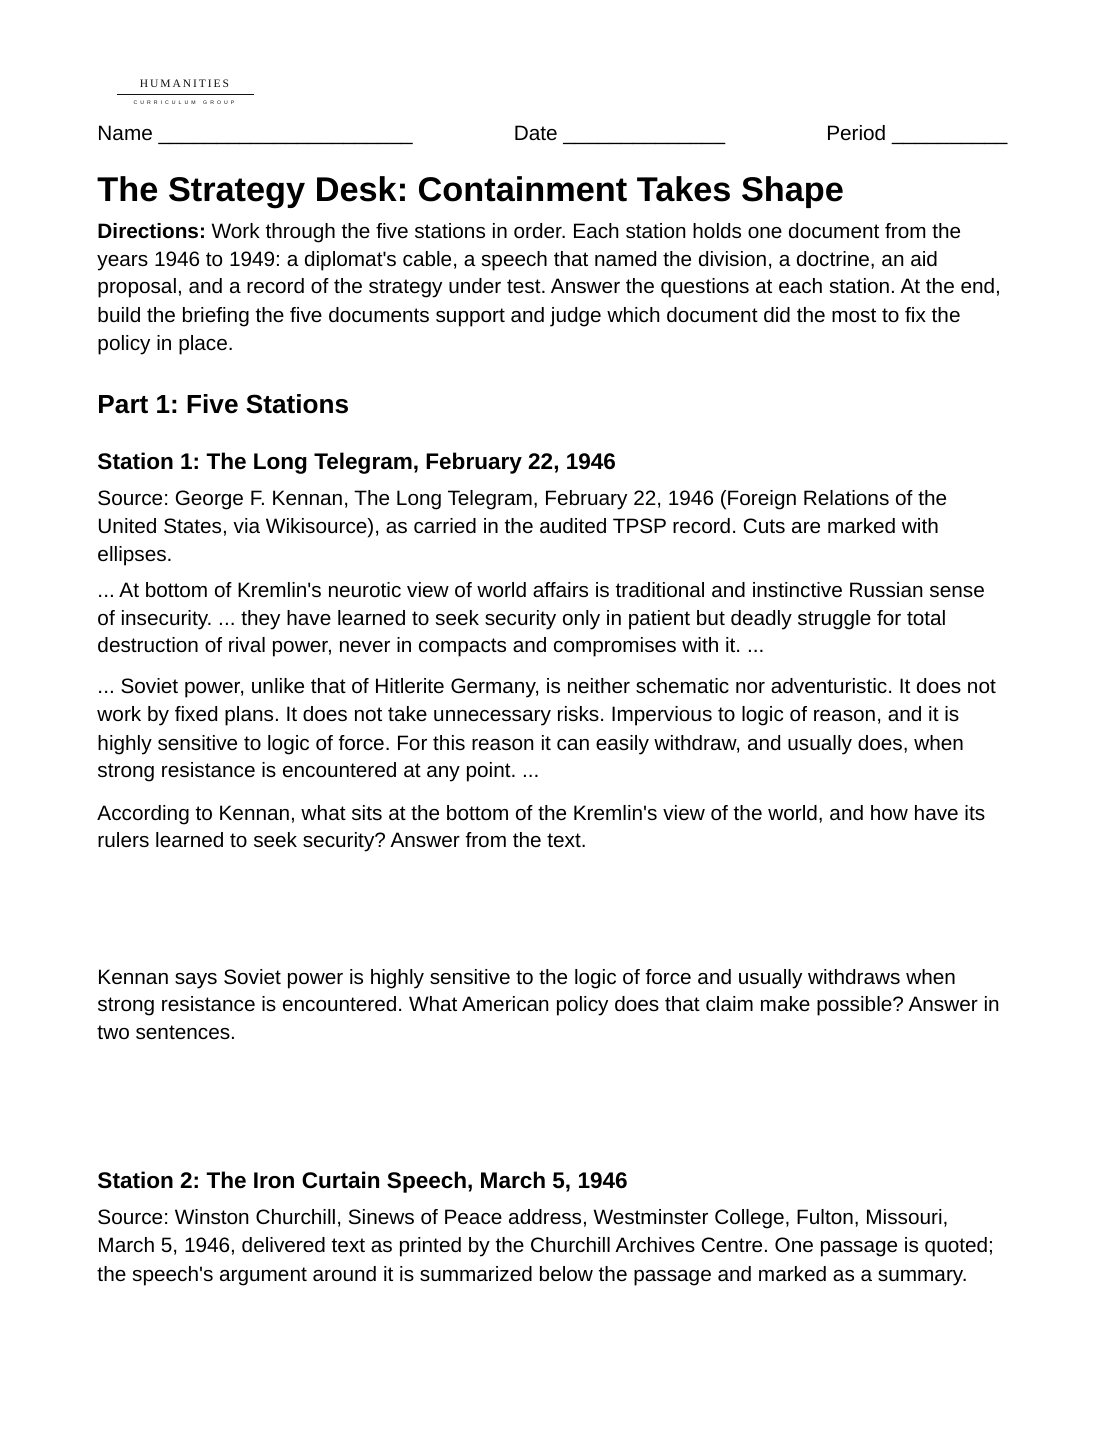 HUMANITIES
CURRICULUM GROUP
Name ______________________ Date ______________ Period __________
The Strategy Desk: Containment Takes Shape
Directions: Work through the five stations in order. Each station holds one document from the
years 1946 to 1949: a diplomat's cable, a speech that named the division, a doctrine, an aid
proposal, and a record of the strategy under test. Answer the questions at each station. At the end,
build the briefing the five documents support and judge which document did the most to fix the
policy in place.
Part 1: Five Stations
Station 1: The Long Telegram, February 22, 1946
Source: George F. Kennan, The Long Telegram, February 22, 1946 (Foreign Relations of the
United States, via Wikisource), as carried in the audited TPSP record. Cuts are marked with
ellipses.
... At bottom of Kremlin's neurotic view of world affairs is traditional and instinctive Russian sense
of insecurity. ... they have learned to seek security only in patient but deadly struggle for total
destruction of rival power, never in compacts and compromises with it. ...
... Soviet power, unlike that of Hitlerite Germany, is neither schematic nor adventuristic. It does not
work by fixed plans. It does not take unnecessary risks. Impervious to logic of reason, and it is
highly sensitive to logic of force. For this reason it can easily withdraw, and usually does, when
strong resistance is encountered at any point. ...
According to Kennan, what sits at the bottom of the Kremlin's view of the world, and how have its
rulers learned to seek security? Answer from the text.
Kennan says Soviet power is highly sensitive to the logic of force and usually withdraws when
strong resistance is encountered. What American policy does that claim make possible? Answer in
two sentences.
Station 2: The Iron Curtain Speech, March 5, 1946
Source: Winston Churchill, Sinews of Peace address, Westminster College, Fulton, Missouri,
March 5, 1946, delivered text as printed by the Churchill Archives Centre. One passage is quoted;
the speech's argument around it is summarized below the passage and marked as a summary.